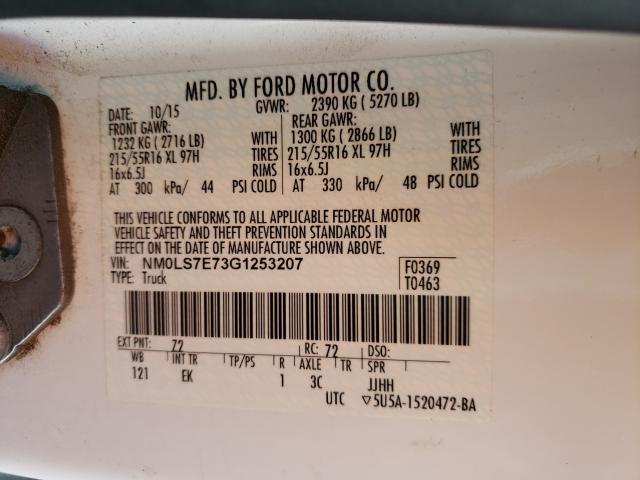 MFD. BY FORD MOTOR CO.
DATE: 10/15 GVWR: 2390 KG ( 5270 LB)
FRONT GAWR: REAR GAWR:
1232 KG ( 2716 LB) WITH 1300 KG ( 2866 LB) WITH
215/55R16 XL 97H TIRES 215/55R16 XL 97H TIRES
16x6.5J RIMS 16x6.5J RIMS
AT 300 kPa/ 44 PSI COLD AT 330 kPa/ 48 PSI COLD
THIS VEHICLE CONFORMS TO ALL APPLICABLE FEDERAL MOTOR
VEHICLE SAFETY AND THEFT PREVENTION STANDARDS IN
EFFECT ON THE DATE OF MANUFACTURE SHOWN ABOVE.
VIN: NM0LS7E73G1253207 F0369
TYPE: Truck T0463
EXT PNT: 72 RC: 72 DSO:
WB INT TR TP/PS R AXLE TR SPR
121 EK 1 3C JJHH
UTC ▽5U5A-1520472-BA